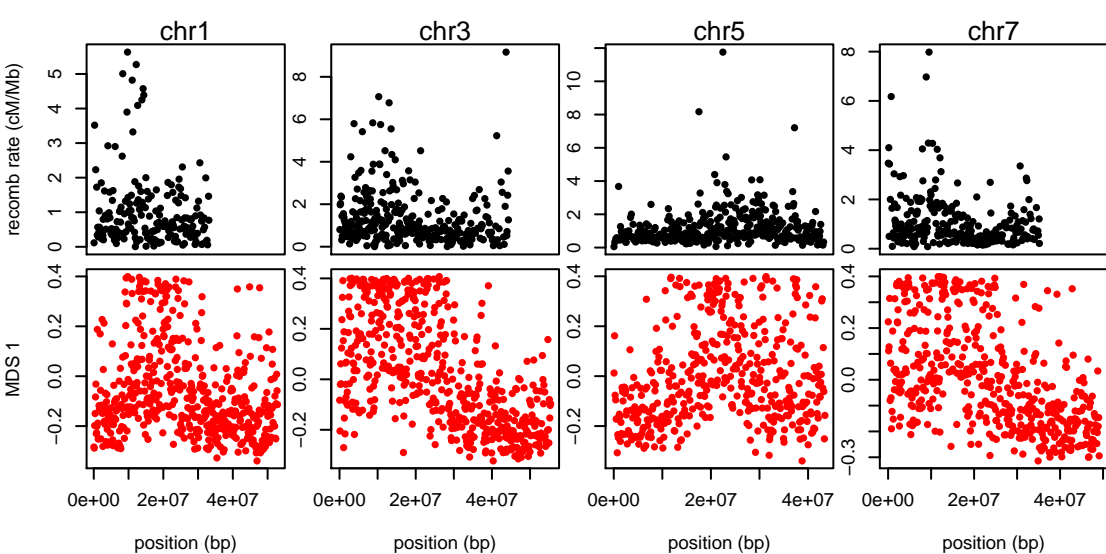 chr1 chr3 chr5 chr7
recomb rate (cM/Mb)
0 1 2 3 4 5
0 2 4 6 8
0 2 4 6 8 10
0 2 4 6 8
MDS 1
−0.2 0.0 0.2 0.4
−0.2 0.0 0.2 0.4
−0.2 0.0 0.2 0.4
−0.3 0.0 0.2 0.4
0e+00 2e+07 4e+07 0e+00 2e+07 4e+07 0e+00 2e+07 4e+07 0e+00 2e+07 4e+07
position (bp) position (bp) position (bp) position (bp)